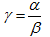 γ = α/β